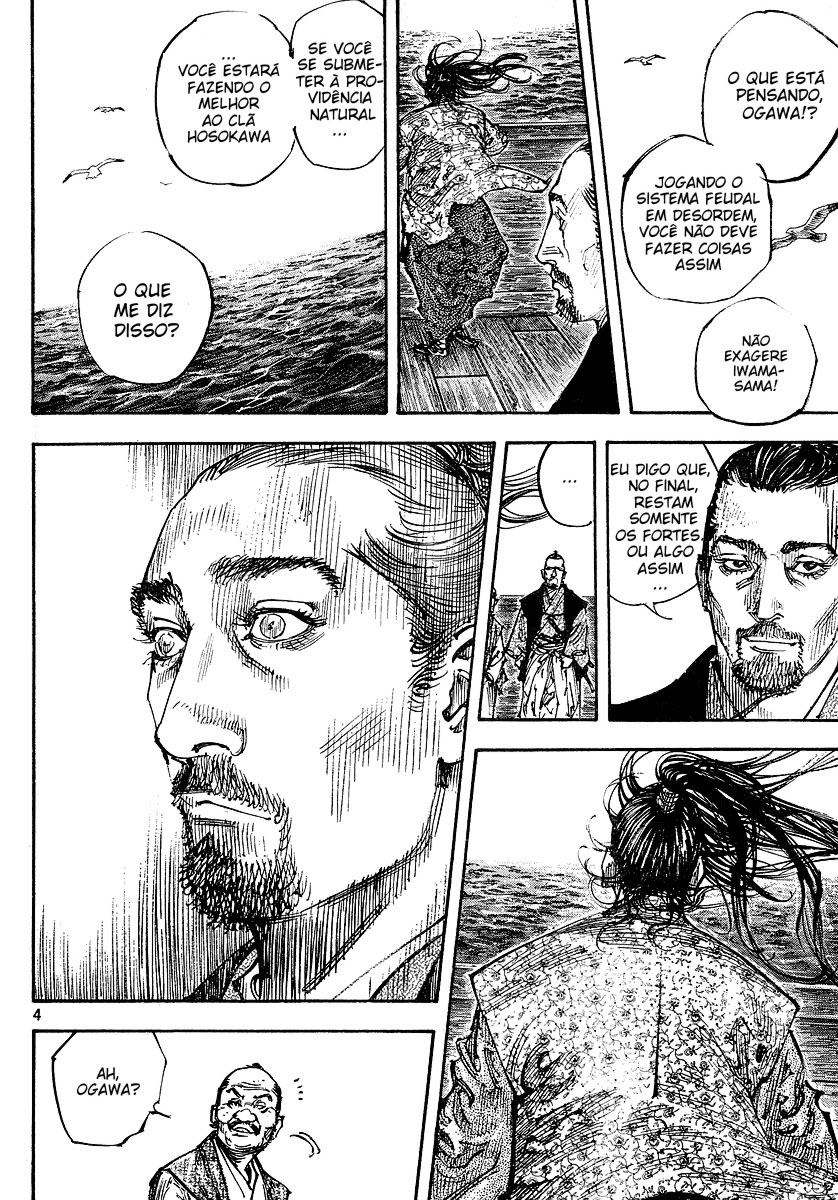 O QUE ESTÁ
PENSANDO,
OGAWA!?
JOGANDO O
SISTEMA FEUDAL
EM DESORDEM,
VOCÊ NÃO DEVE
FAZER COISAS
ASSIM
NÃO
EXAGERE
IWAMA-
SAMA!
SE VOCÊ
SE SUBME-
TER À PRO-
VIDÊNCIA
NATURAL
...
...
VOCÊ ESTARÁ
FAZENDO O
MELHOR
AO CLÃ
HOSOKAWA
O QUE
ME DIZ
DISSO?
EU DIGO QUE,
NO FINAL,
RESTAM
SOMENTE
OS FORTES.
OU ALGO
ASSIM
...
...
4
AH,
OGAWA?